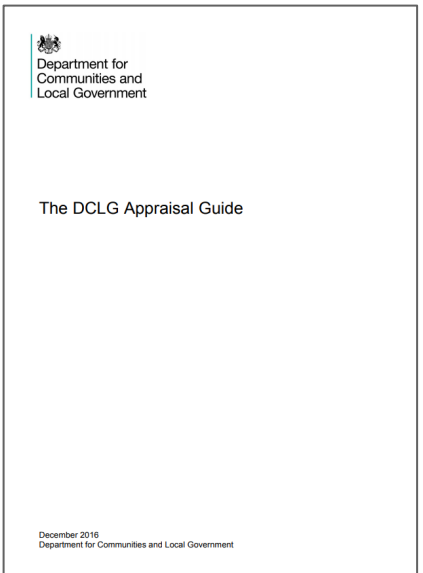 Department for
Communities and
Local Government
The DCLG Appraisal Guide
December 2016
Department for Communities and Local Government